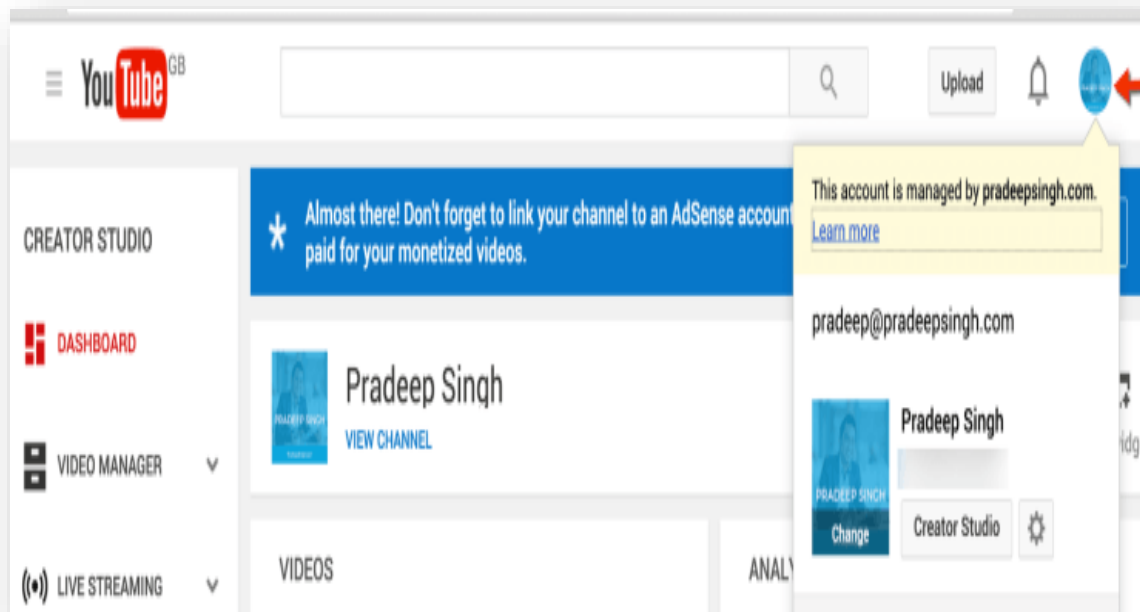 YouTube GB
Upload
This account is managed by pradeepsingh.com.
Learn more
pradeep@pradeepsingh.com
Pradeep Singh
PRADEEP SINGH
Change
Creator Studio
CREATOR STUDIO
DASHBOARD
VIDEO MANAGER
LIVE STREAMING
Almost there! Don't forget to link your channel to an AdSense account
paid for your monetized videos.
PRADEEP SINGH
Pradeep Singh
VIEW CHANNEL
VIDEOS
ANALY